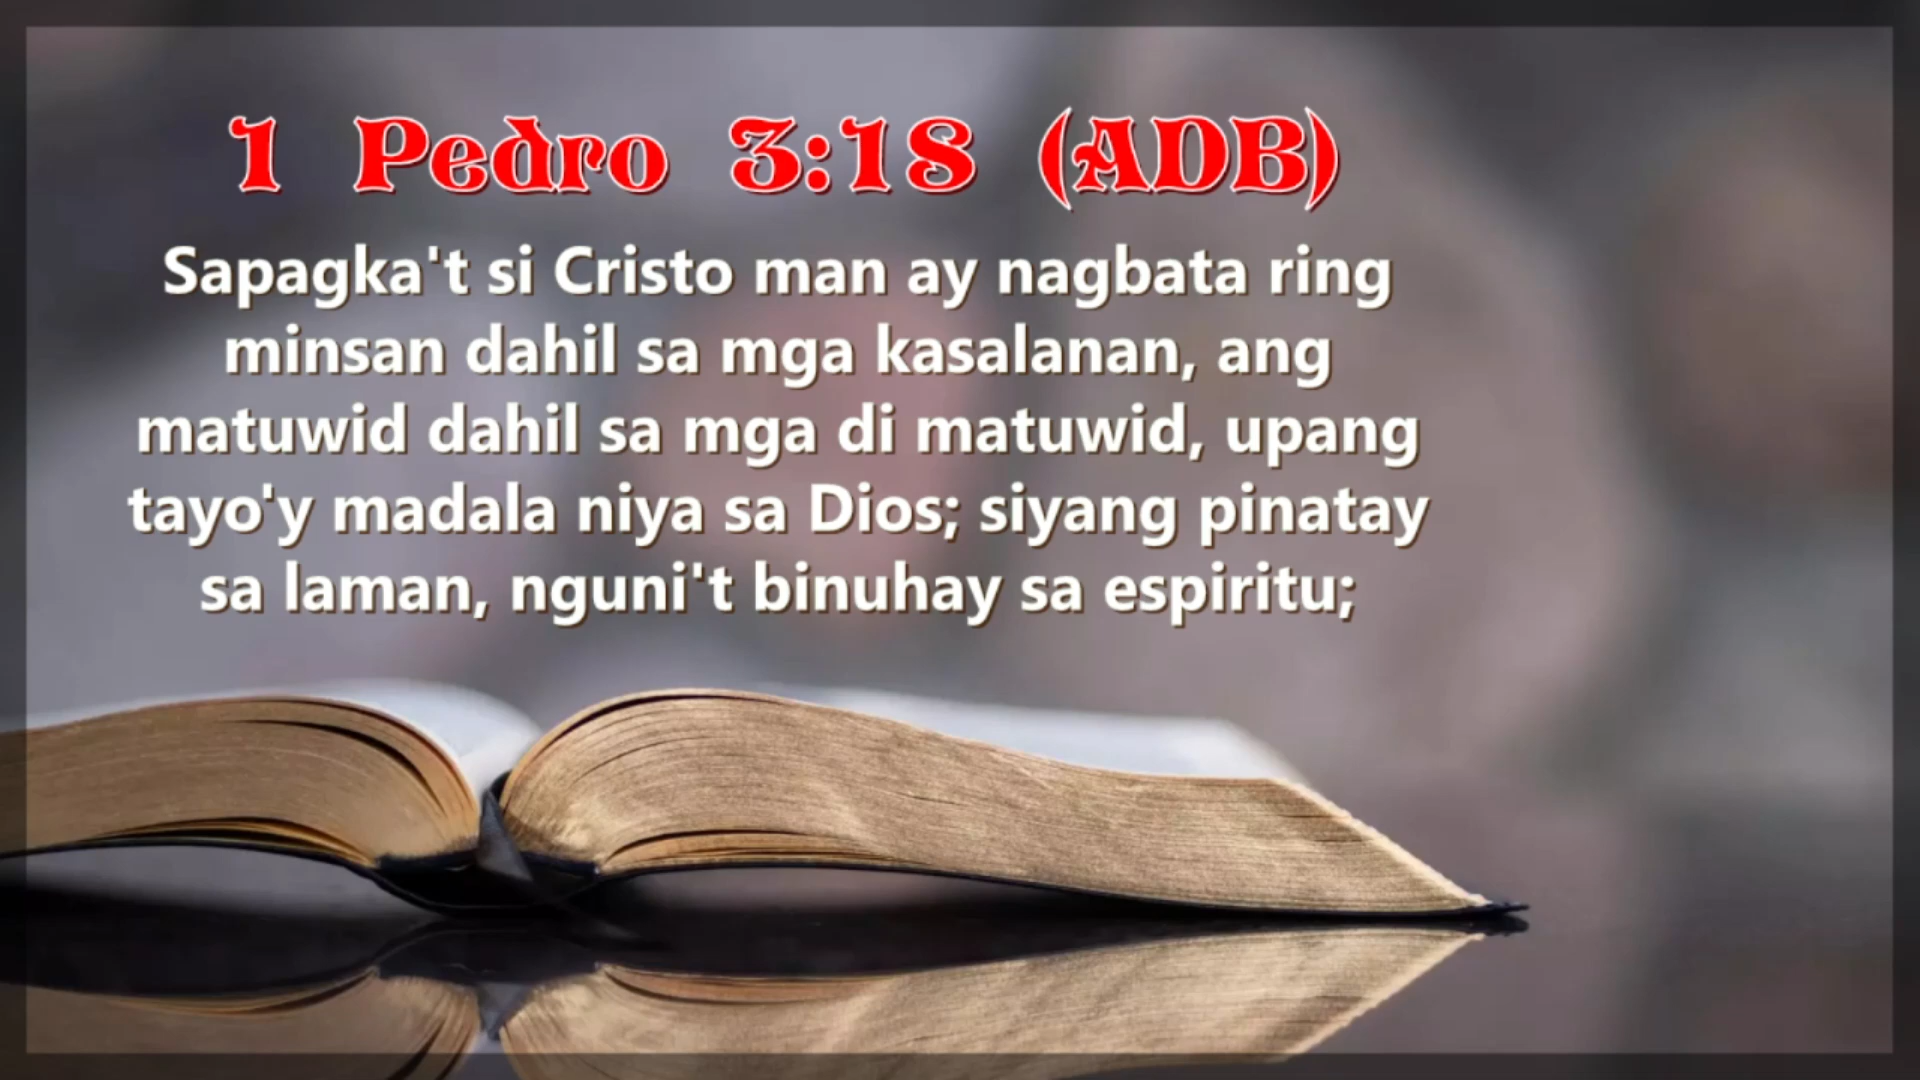 1 Pedro 3:18 (ADB)
Sapagka't si Cristo man ay nagbata ring
minsan dahil sa mga kasalanan, ang
matuwid dahil sa mga di matuwid, upang
tayo'y madala niya sa Dios; siyang pinatay
sa laman, nguni't binuhay sa espiritu;